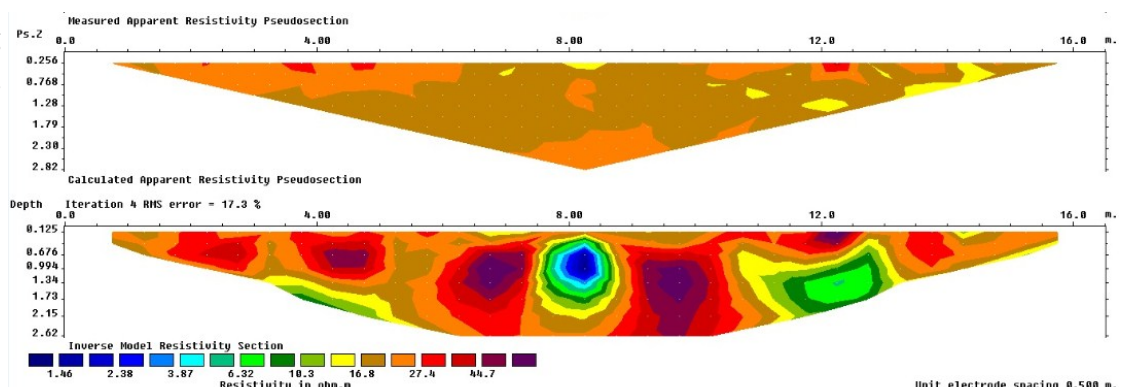 Measured Apparent Resistivity Pseudosection
Ps.Z 0.0 4.00 8.00 12.0 16.0 m.
0.256
0.768
1.28
1.79
2.30
2.82
Calculated Apparent Resistivity Pseudosection
Depth Iteration 4 RMS error = 17.3 %
0.0 4.00 8.00 12.0 16.0 m.
0.125
0.676
0.994
1.34
1.73
2.15
2.62
Inverse Model Resistivity Section
1.46 2.38 3.87 6.32 10.3 16.8 27.4 44.7
Resistivity in ohm.m Unit electrode spacing 0.500 m.